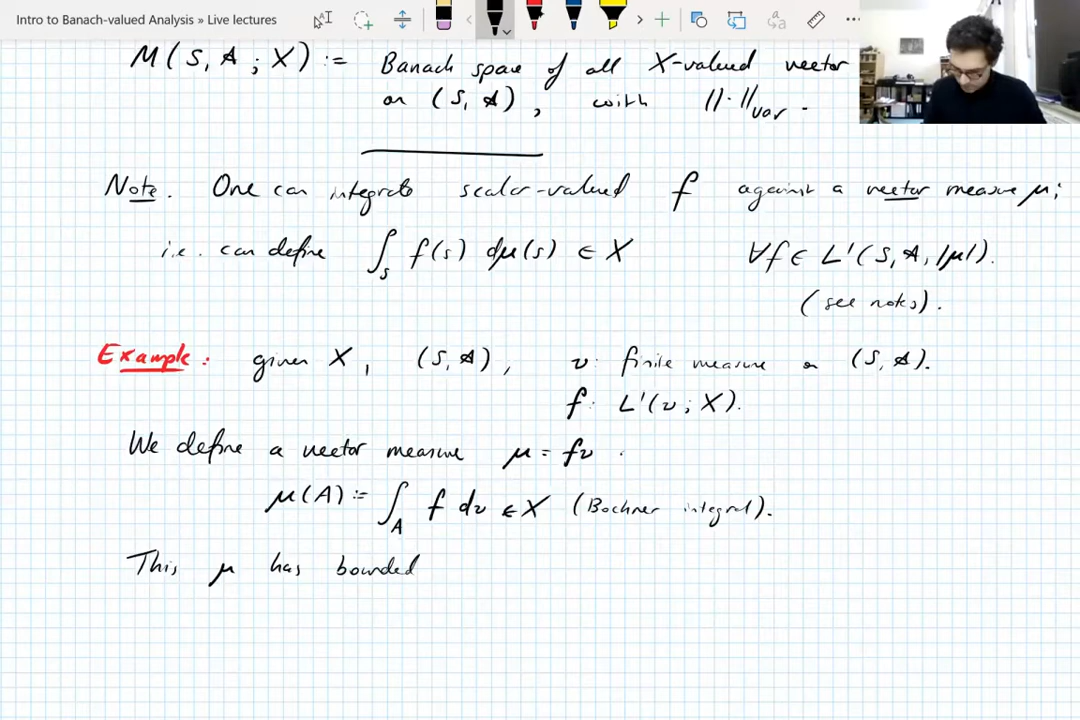 Intro to Banach-valued Analysis » Live lectures
M(S, A; X) := Banach space of all X-valued vector
on (S, A), with ||·||var.
Note. One can integrate scalar-valued f against a vector measure μ;
i.e. can define ∫_S f(s) dμ(s) ∈ X ∀f ∈ L¹(S, A, |μ|).
(see notes).
Example: given X, (S, A), ν: finite measure on (S, A).
f: L¹(ν; X).
We define a vector measure μ = fν.
μ(A) := ∫_A f dν ∈ X (Bochner integral).
This μ has bounded